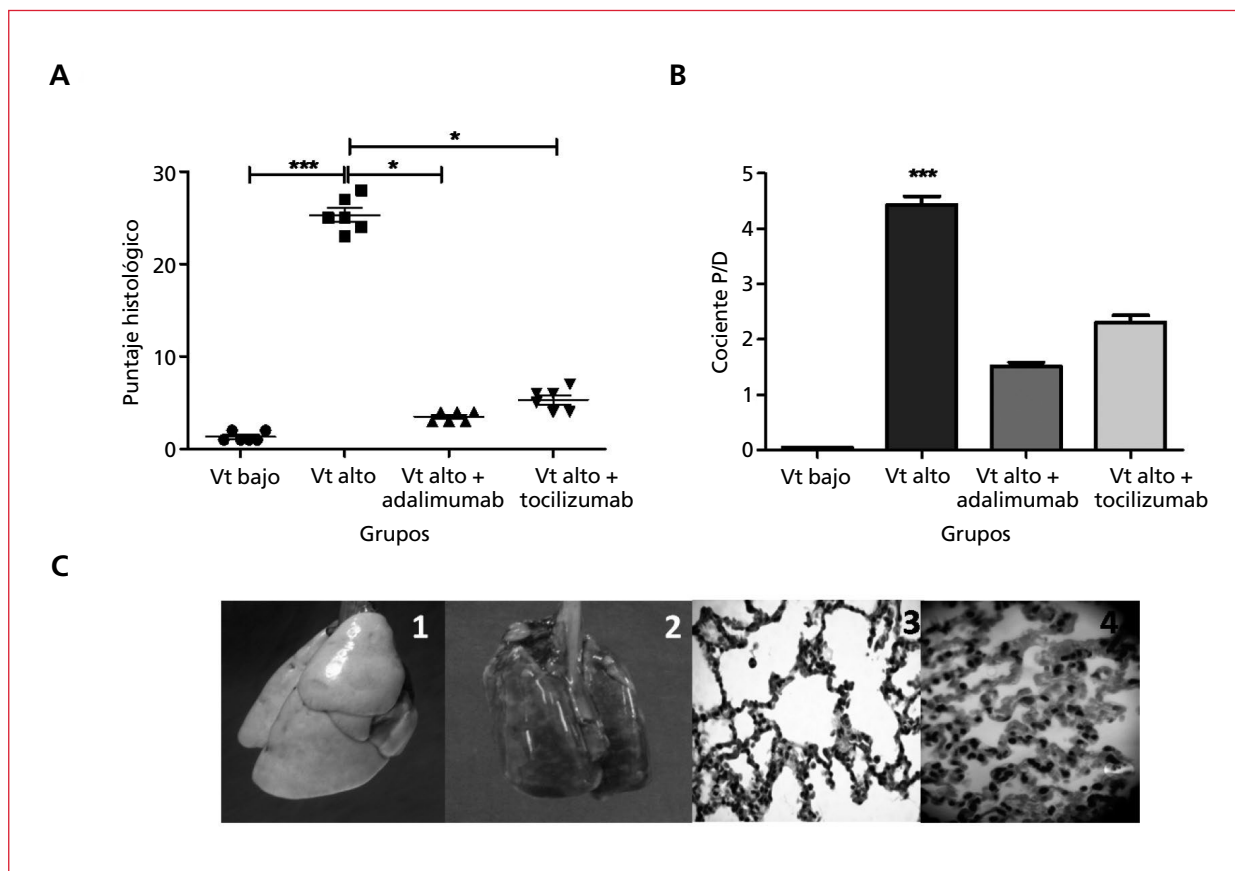 A
B
*
***
*
***
30
20
10
0
Puntaje histológico
Vt bajo
Vt alto
Vt alto +
adalimumab
Vt alto +
tocilizumab
Grupos
5
4
3
2
1
0
Cociente P/D
Vt bajo
Vt alto
Vt alto +
adalimumab
Vt alto +
tocilizumab
Grupos
C
1
2
3
4